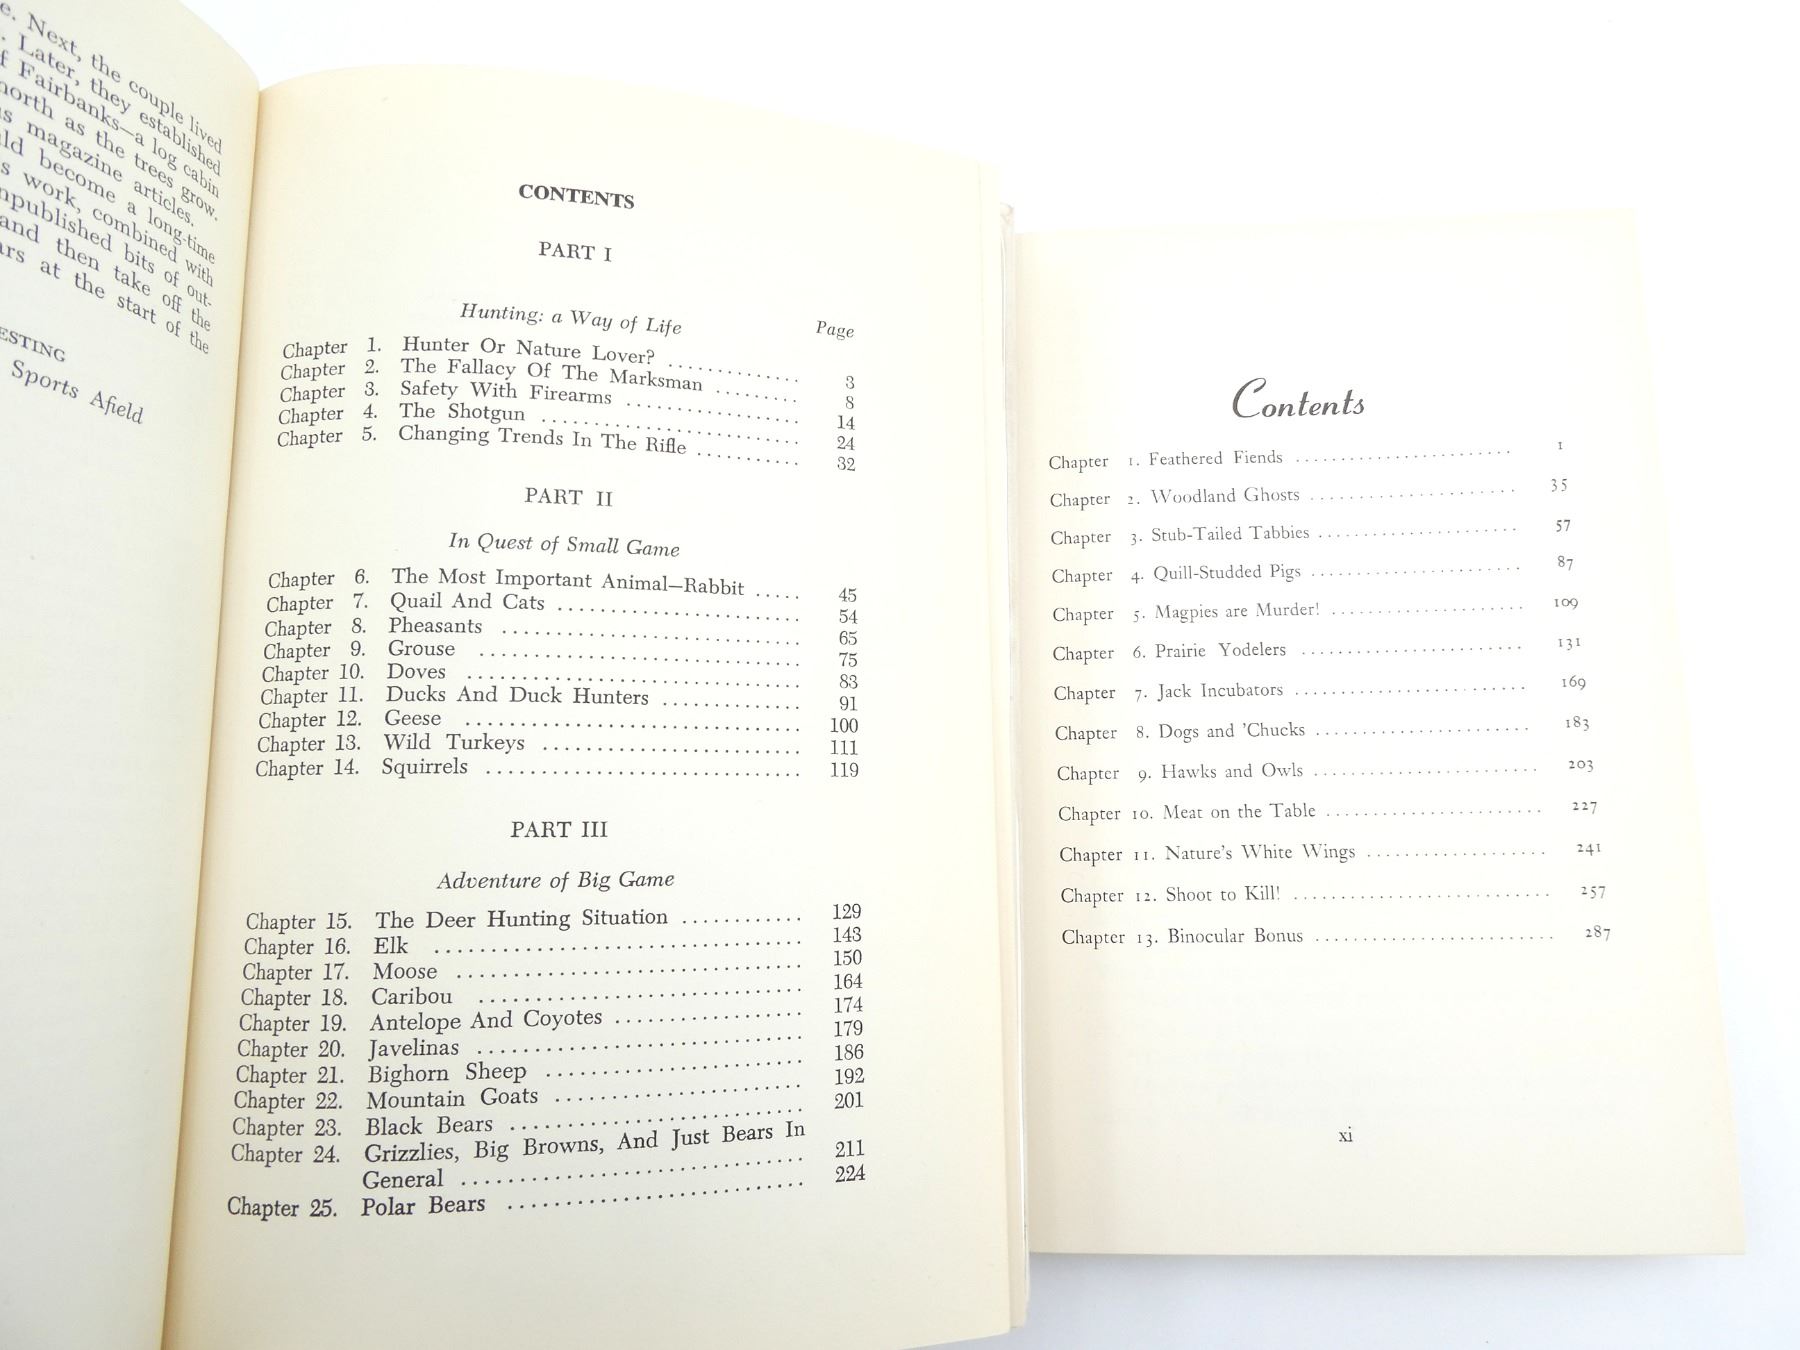 e. Next, the couple lived
. Later, they established
f Fairbanks—a log cabin
north as the trees grow.
s magazine articles.
ld become a long-time
s work, combined with
npublished bits of out-
and then take off the
rs at the start of the
ESTING
Sports Afield
CONTENTS
PART I
Hunting: a Way of Life Page
Chapter 1. Hunter Or Nature Lover? .............. 3
Chapter 2. The Fallacy Of The Marksman ......... 8
Chapter 3. Safety With Firearms .................. 14
Chapter 4. The Shotgun .......................... 24
Chapter 5. Changing Trends In The Rifle ........... 32
PART II
In Quest of Small Game
Chapter 6. The Most Important Animal—Rabbit ..... 45
Chapter 7. Quail And Cats ........................ 54
Chapter 8. Pheasants ............................ 65
Chapter 9. Grouse .............................. 75
Chapter 10. Doves ............................... 83
Chapter 11. Ducks And Duck Hunters .............. 91
Chapter 12. Geese ............................... 100
Chapter 13. Wild Turkeys ......................... 111
Chapter 14. Squirrels .............................. 119
PART III
Adventure of Big Game
Chapter 15. The Deer Hunting Situation ............ 129
Chapter 16. Elk .................................. 143
Chapter 17. Moose ................................ 150
Chapter 18. Caribou .............................. 164
Chapter 19. Antelope And Coyotes .................. 174
Chapter 20. Javelinas .............................. 179
Chapter 21. Bighorn Sheep ........................ 186
Chapter 22. Mountain Goats ....................... 192
Chapter 23. Black Bears ........................... 201
Chapter 24. Grizzlies, Big Browns, And Just Bears In
General ................................ 211
Chapter 25. Polar Bears ............................ 224
Contents
Chapter 1. Feathered Fiends ........................ 1
Chapter 2. Woodland Ghosts ....................... 35
Chapter 3. Stub-Tailed Tabbies ...................... 57
Chapter 4. Quill-Studded Pigs ....................... 87
Chapter 5. Magpies are Murder! ..................... 109
Chapter 6. Prairie Yodelers ......................... 131
Chapter 7. Jack Incubators .......................... 169
Chapter 8. Dogs and 'Chucks ........................ 183
Chapter 9. Hawks and Owls ......................... 203
Chapter 10. Meat on the Table ........................ 227
Chapter 11. Nature's White Wings .................... 241
Chapter 12. Shoot to Kill! ............................ 257
Chapter 13. Binocular Bonus .......................... 287
xi